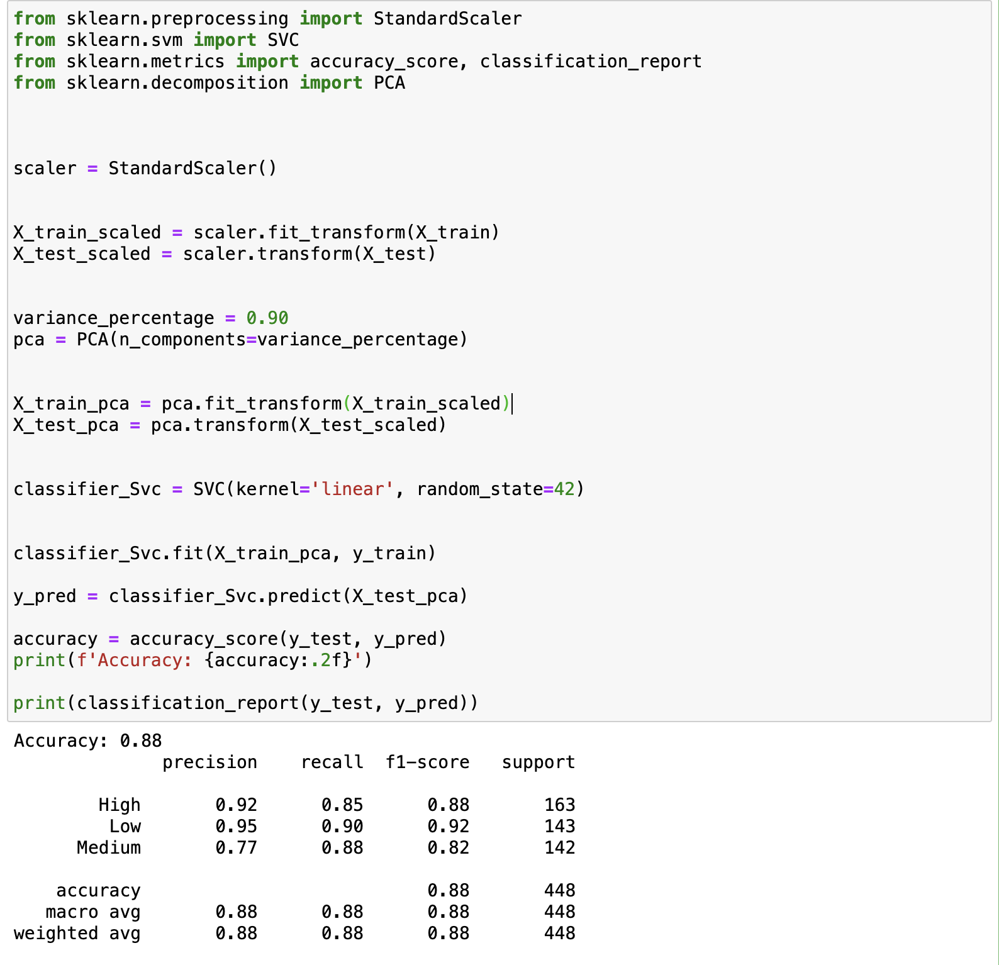 from sklearn.preprocessing import StandardScaler
from sklearn.svm import SVC
from sklearn.metrics import accuracy_score, classification_report
from sklearn.decomposition import PCA
scaler = StandardScaler()
X_train_scaled = scaler.fit_transform(X_train)
X_test_scaled = scaler.transform(X_test)
variance_percentage = 0.90
pca = PCA(n_components=variance_percentage)
X_train_pca = pca.fit_transform(X_train_scaled)
X_test_pca = pca.transform(X_test_scaled)
classifier_Svc = SVC(kernel='linear', random_state=42)
classifier_Svc.fit(X_train_pca, y_train)
y_pred = classifier_Svc.predict(X_test_pca)
accuracy = accuracy_score(y_test, y_pred)
print(f'Accuracy: {accuracy:.2f}')
print(classification_report(y_test, y_pred))
Accuracy: 0.88
precision recall f1-score support
High 0.92 0.85 0.88 163
Low 0.95 0.90 0.92 143
Medium 0.77 0.88 0.82 142
accuracy 0.88 448
macro avg 0.88 0.88 0.88 448
weighted avg 0.88 0.88 0.88 448